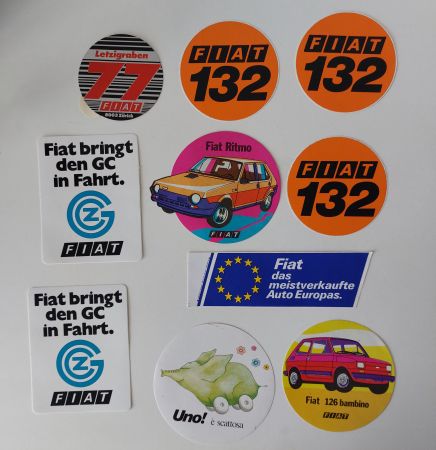 Letzigraben
77
FIAT
8003 Zürich
FIAT
132
FIAT
132
Fiat bringt
den GC
in Fahrt.
GCZ
FIAT
Fiat Ritmo
FIAT
FIAT
132
Fiat
das
meistverkaufte
Auto Europas.
Fiat bringt
den GC
in Fahrt.
GCZ
FIAT
Uno! è scattosa
Fiat 126 bambino
FIAT